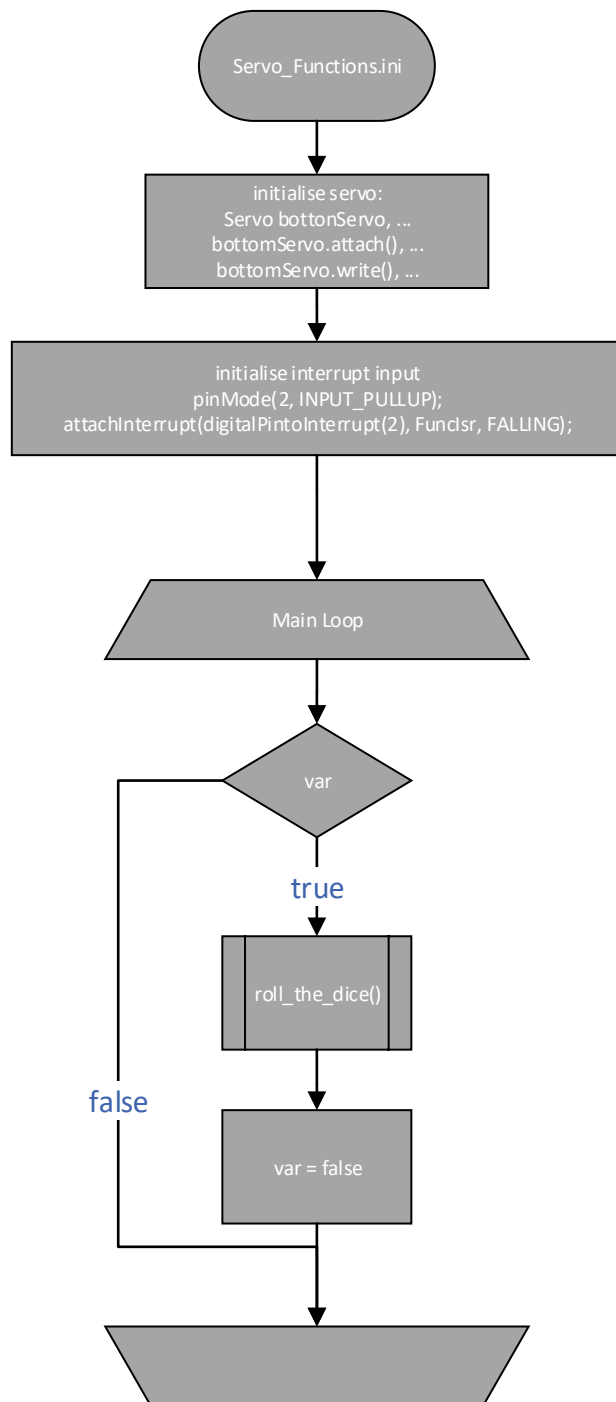 Servo_Functions.ini
initialise servo:
Servo bottonServo, ...
bottomServo.attach(), ...
bottomServo.write(), ...
initialise interrupt input
pinMode(2, INPUT_PULLUP);
attachInterrupt(digitalPintoInterrupt(2), FuncIsr, FALLING);
Main Loop
var
true
roll_the_dice()
false
var = false